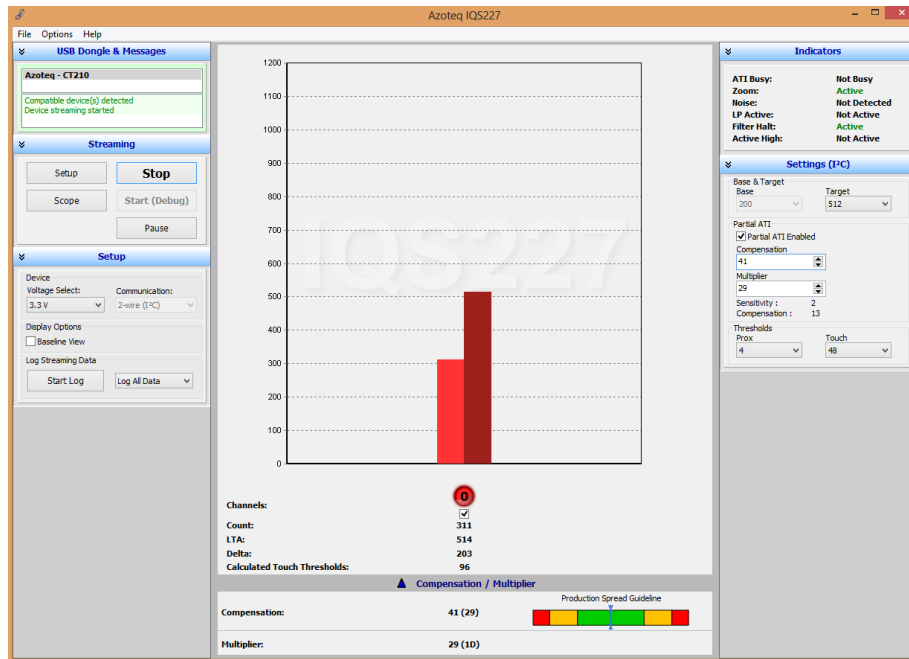 Azoteq IQS227
File Options Help
USB Dongle & Messages
Azoteq - CT210
Compatible device(s) detected
Device streaming started
Streaming
Setup Stop
Scope Start (Debug)
Pause
Setup
Device
Voltage Select: Communication:
3.3 V 2-wire (I²C)
Display Options
Baseline View
Log Streaming Data
Start Log Log All Data
1200
1100
1000
900
800
700
600
500
400
300
200
100
0
IQS227
0
Channels:
Count: 311
LTA: 514
Delta: 203
Calculated Touch Thresholds: 96
Compensation / Multiplier
Production Spread Guideline
Compensation: 41 (29)
Multiplier: 29 (1D)
Indicators
ATI Busy: Not Busy
Zoom: Active
Noise: Not Detected
LP Active: Not Active
Filter Halt: Active
Active High: Not Active
Settings (I²C)
Base & Target
Base Target
200 512
Partial ATI
Partial ATI Enabled
Compensation
41
Multiplier
29
Sensitivity : 2
Compensation : 13
Thresholds
Prox Touch
4 48